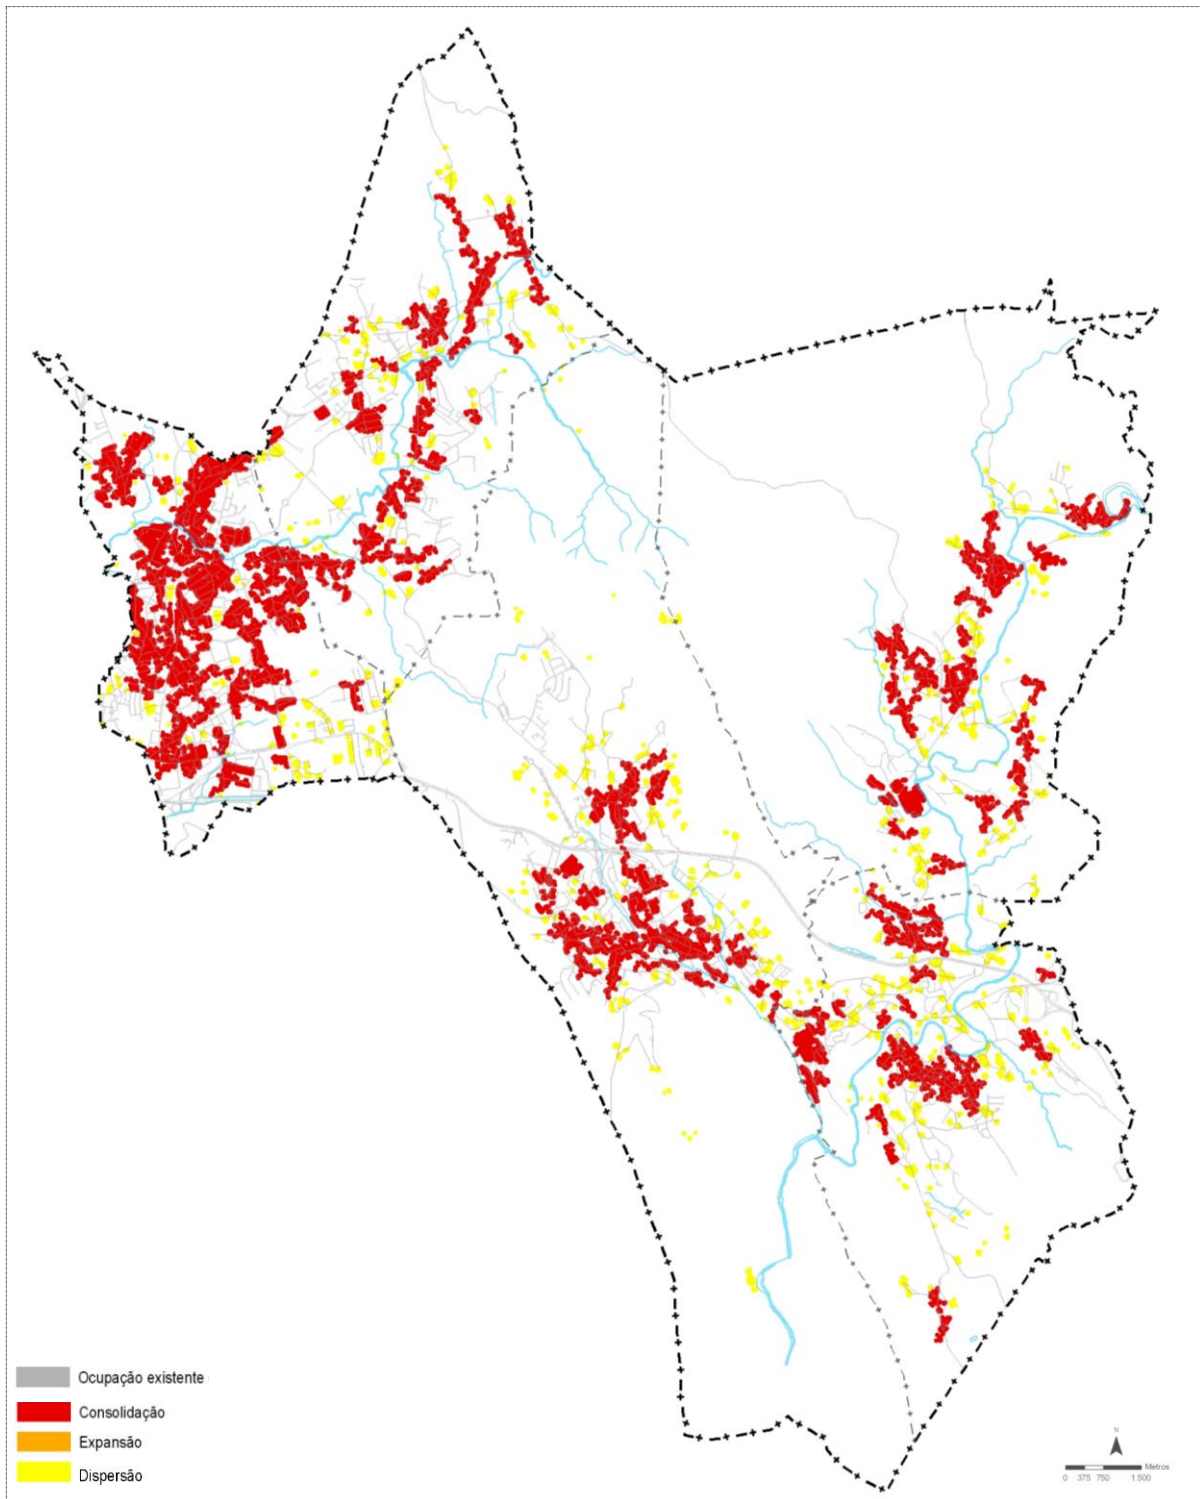 Ocupação existente
Consolidação
Expansão
Dispersão
N
Metros
0 375 750 1.500